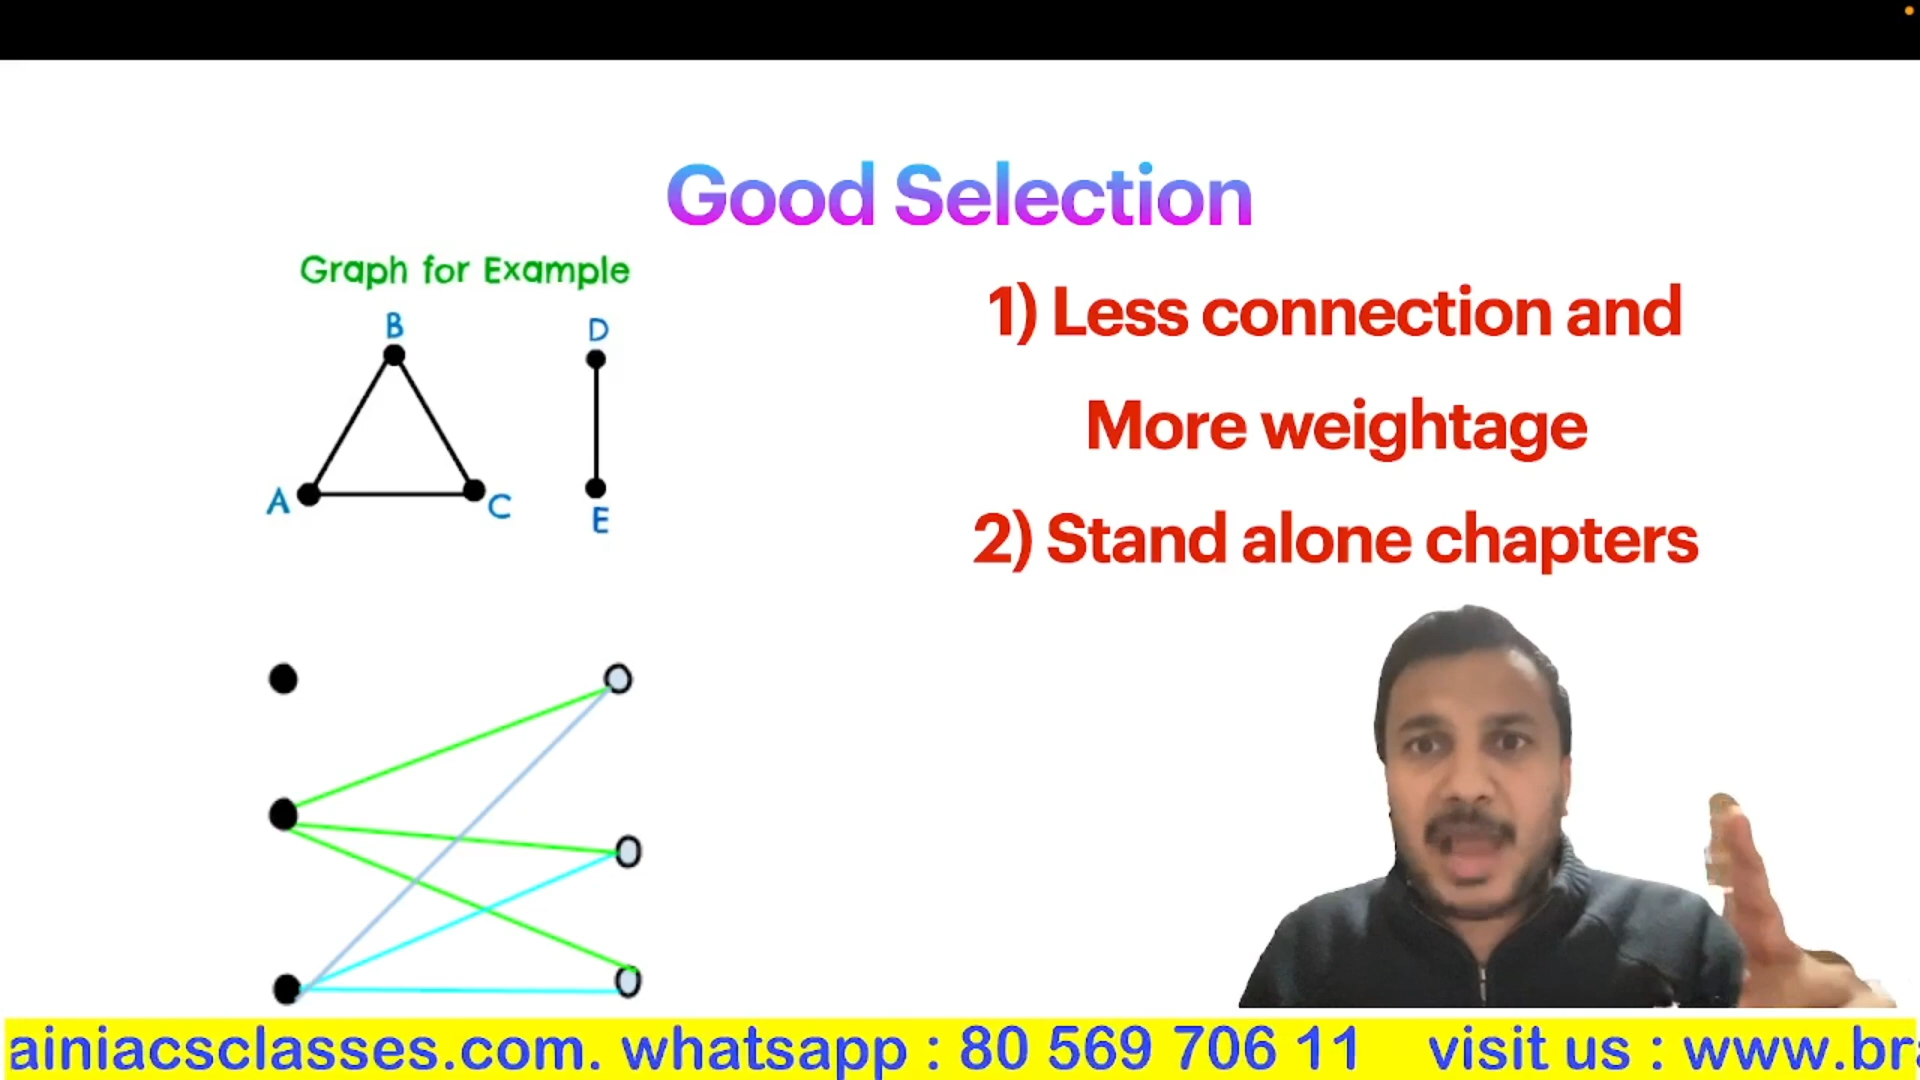 Good Selection
Graph for Example
B
D
A
C
E
1) Less connection and
More weightage
2) Stand alone chapters
ainiacsclasses.com. whatsapp : 80 569 706 11 visit us : www.bra